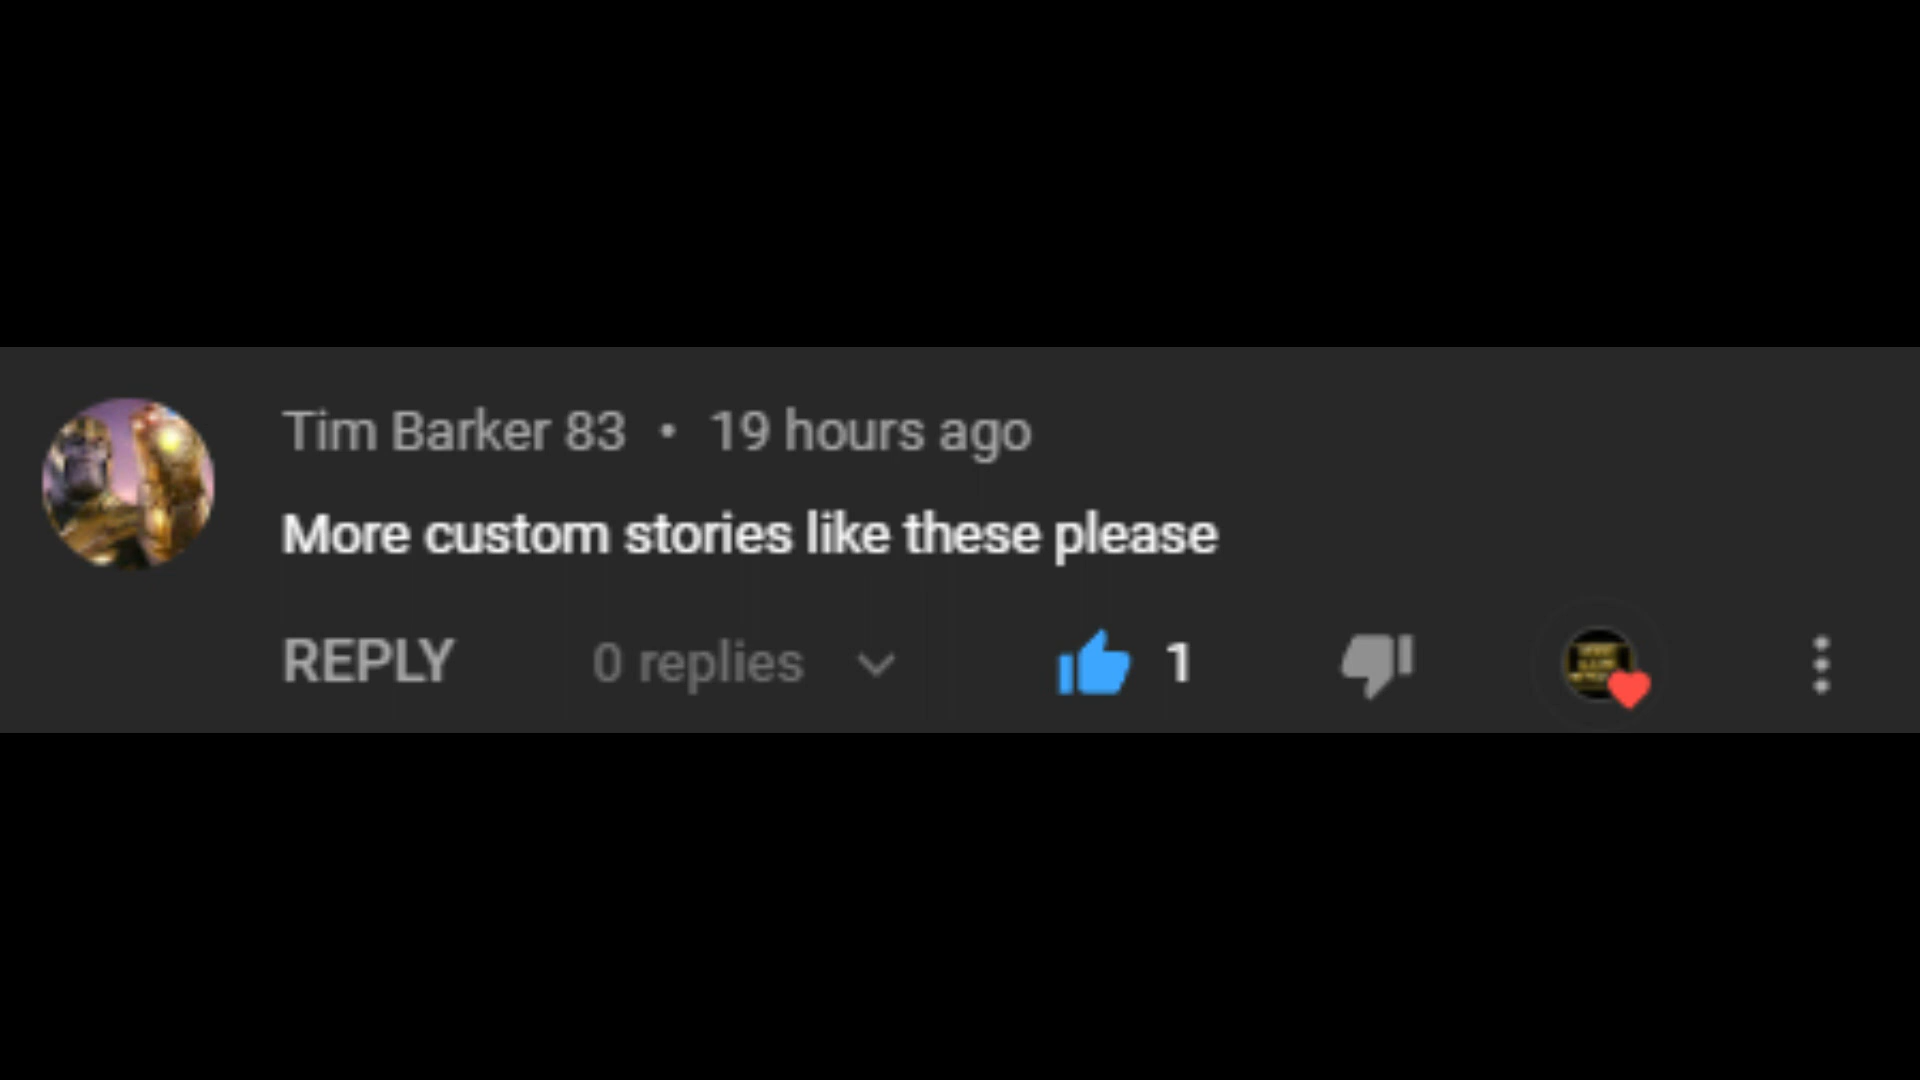 Tim Barker 83 • 19 hours ago
More custom stories like these please
REPLY 0 replies 1